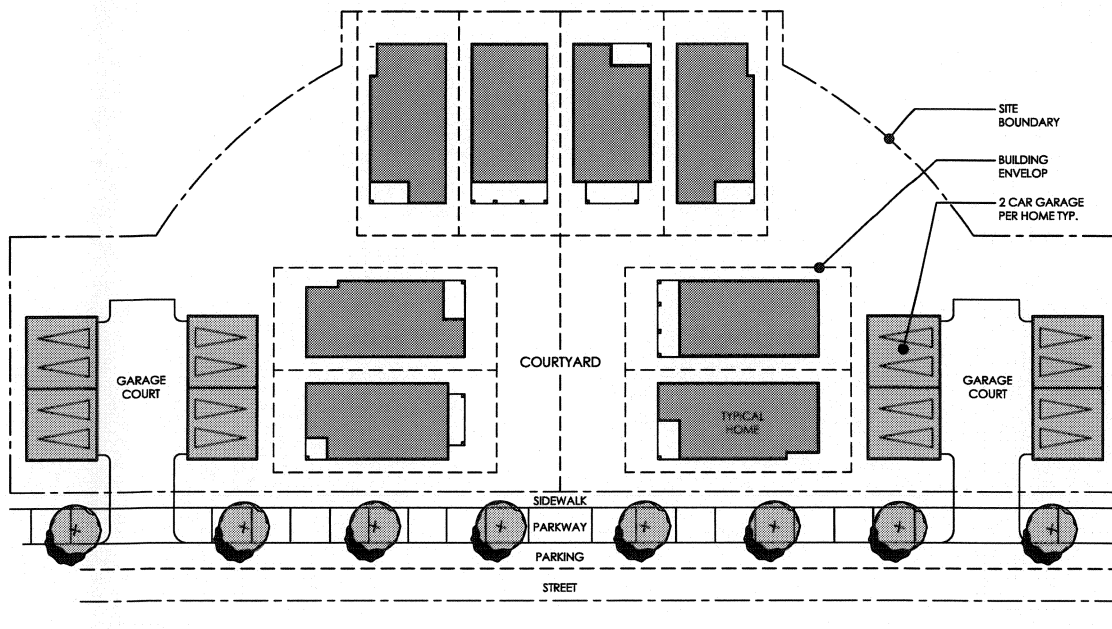 SITE
BOUNDARY
BUILDING
ENVELOP
2 CAR GARAGE
PER HOME TYP.
COURTYARD
GARAGE
COURT
GARAGE
COURT
TYPICAL
HOME
SIDEWALK
PARKWAY
PARKING
STREET